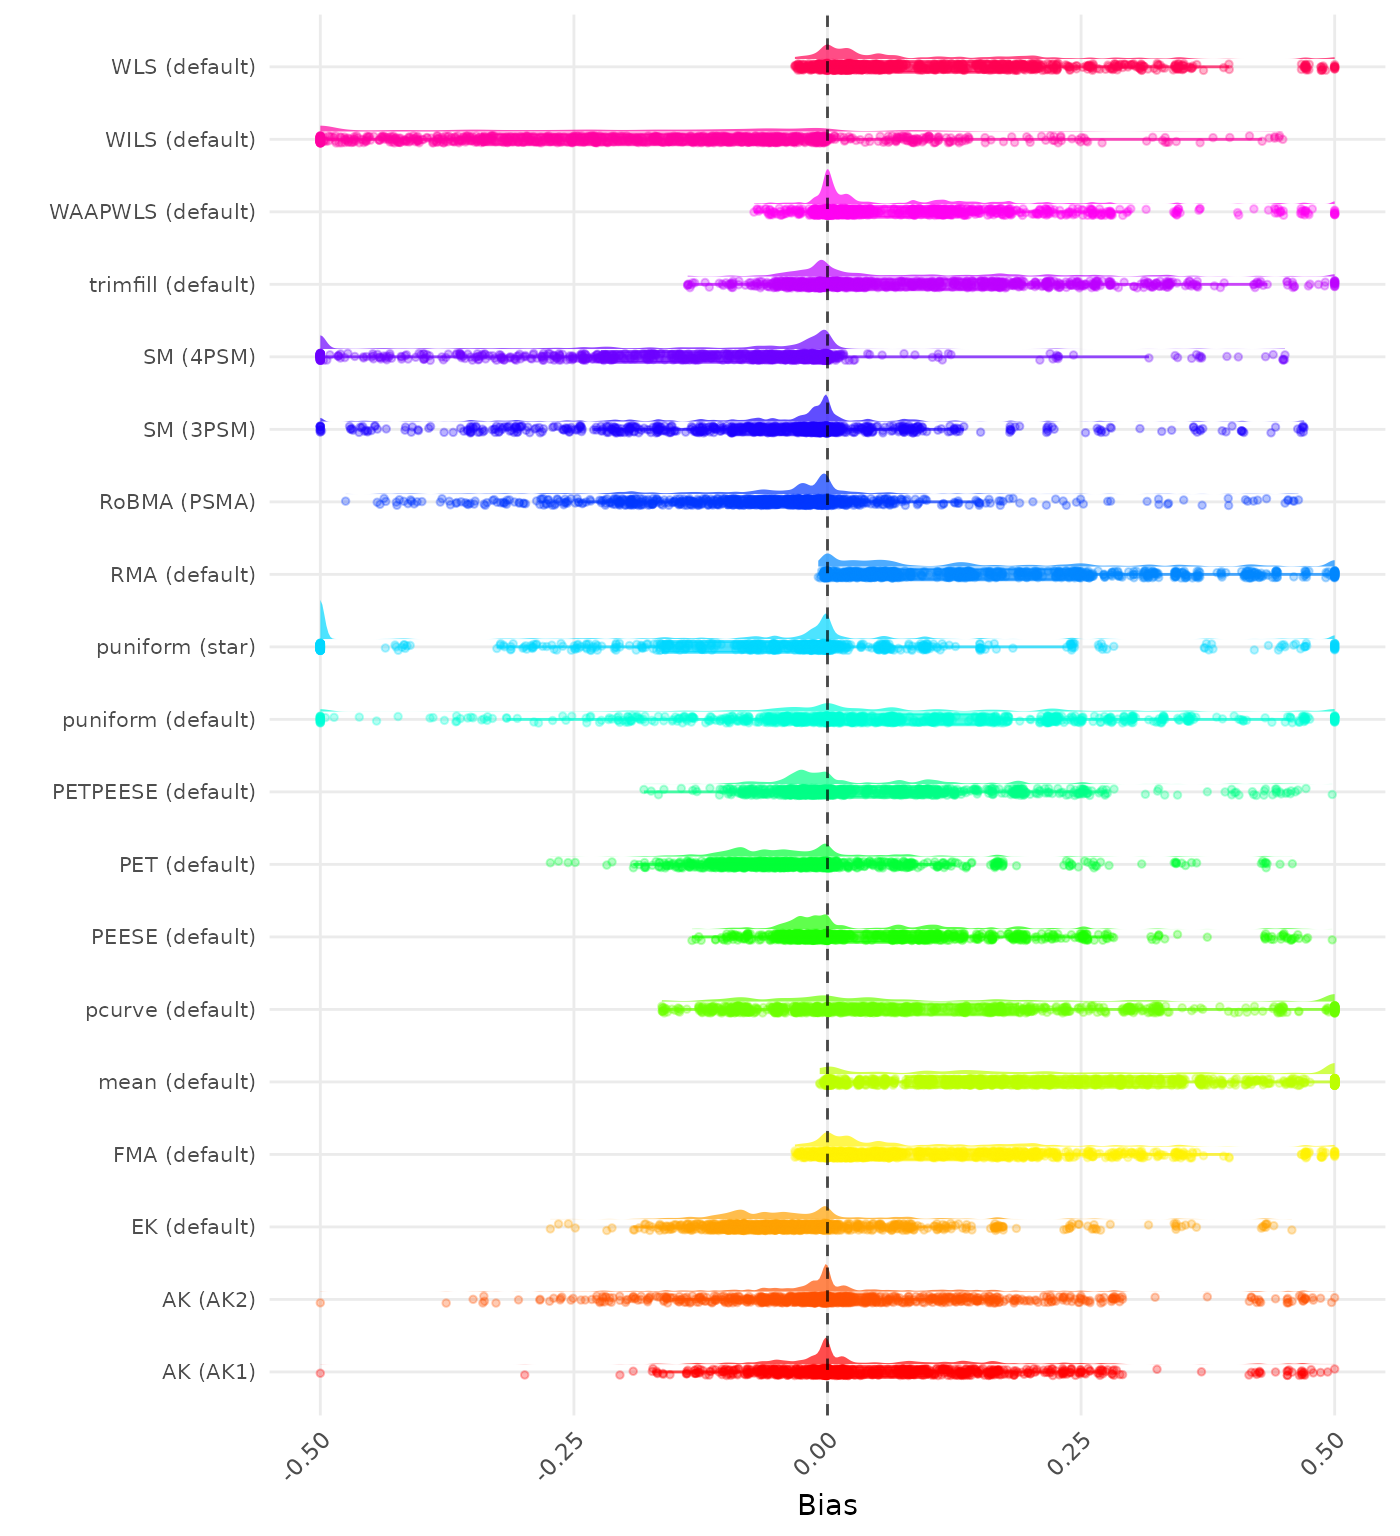 WLS (default)
WILS (default)
WAAPWLS (default)
trimfill (default)
SM (4PSM)
SM (3PSM)
RoBMA (PSMA)
RMA (default)
puniform (star)
puniform (default)
PETPEESE (default)
PET (default)
PEESE (default)
pcurve (default)
mean (default)
FMA (default)
EK (default)
AK (AK2)
AK (AK1)
-0.50 -0.25 0.00 0.25 0.50
Bias